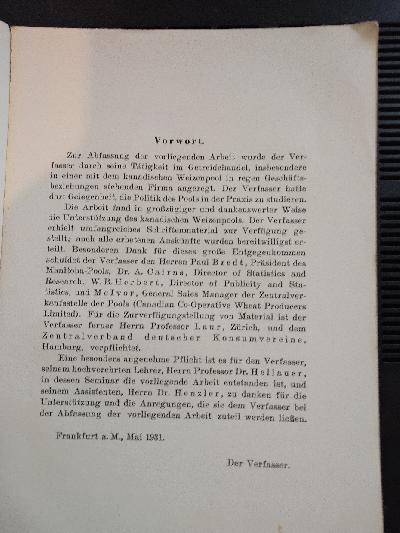 Vorwort.
Zur Abfassung der vorliegenden Arbeit wurde der Ver-
fasser durch seine Tätigkeit im Getreidehandel, insbesondere
in einer mit dem kanadischen Weizenpool in regen Geschäfts-
beziehungen stehenden Firma angeregt. Der Verfasser hatte
dort Gelegenheit, die Politik des Pools in der Praxis zu studieren.
Die Arbeit fand in großzügiger und dankenswerter Weise
die Unterstützung des kanadischen Weizenpools. Der Verfasser
erhielt umfangreiches Schriftenmaterial zur Verfügung ge-
stellt; auch alle erbetenen Auskünfte wurden bereitwilligst er-
teilt. Besonderen Dank für dieses große Entgegenkommen
schuldet der Verfasser den Herren Paul Bredt, Präsident des
Manitoba-Pools, Dr. A. Cairns, Director of Statistics and
Research, W. B. Herbert, Director of Publicity and Sta-
tistics, und McIvor, General Sales Manager der Zentralver-
kaufsstelle der Pools (Canadian Co-Operative Wheat Producers
Limited). Für die Zurverfügungstellung von Material ist der
Verfasser ferner Herrn Professor Laur, Zürich, und dem
Zentralverband deutscher Konsumvereine,
Hamburg, verpflichtet.
Eine besonders angenehme Pflicht ist es für den Verfasser,
seinem hochverehrten Lehrer, Herrn Professor Dr. Hellauer,
in dessen Seminar die vorliegende Arbeit entstanden ist, und
seinem Assistenten, Herrn Dr. Henzler, zu danken für die
Unterstützung und die Anregungen, die sie dem Verfasser bei
der Abfassung der vorliegenden Arbeit zuteil werden ließen.
Frankfurt a. M., Mai 1931.
Der Verfasser.